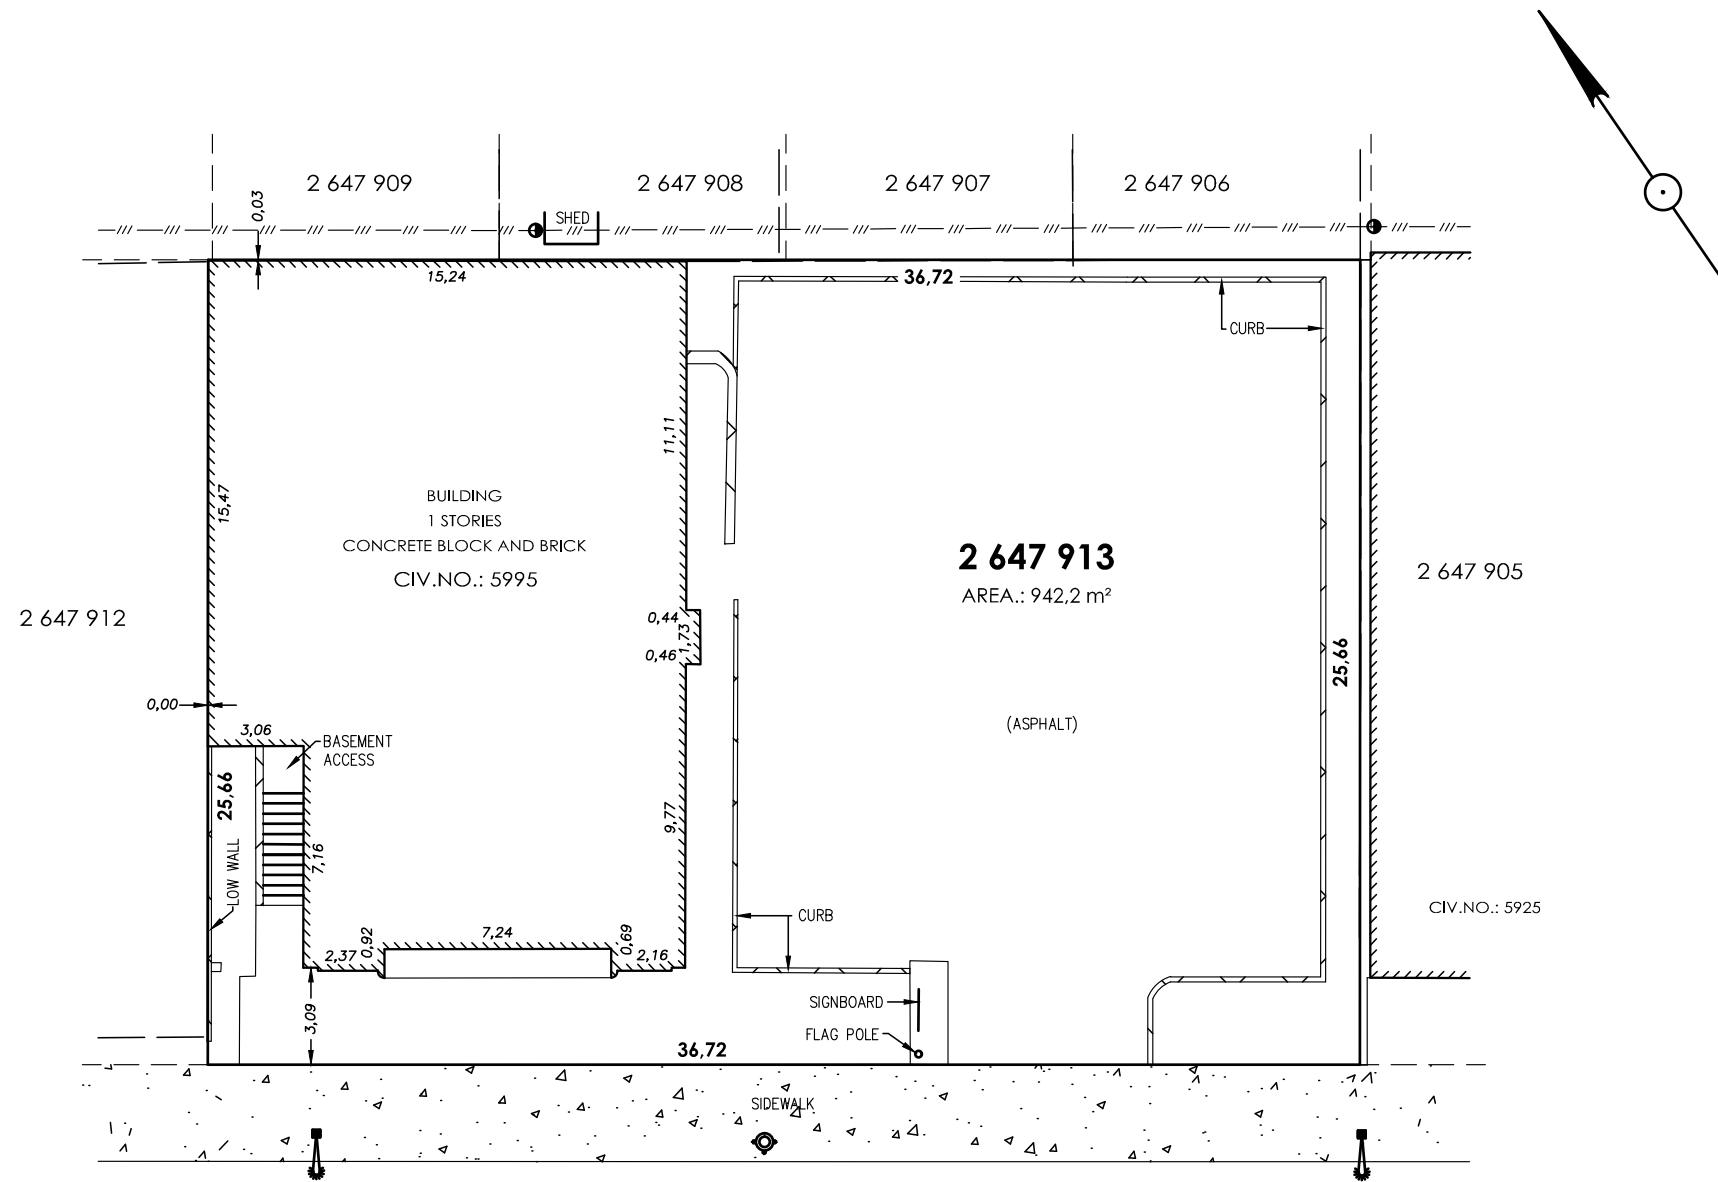 2 647 909
2 647 908
2 647 907
2 647 906
0,03
SHED
15,24
36,72
CURB
11,11
15,47
BUILDING
1 STORIES
CONCRETE BLOCK AND BRICK
CIV.NO.: 5995
2 647 913
AREA.: 942,2 m²
2 647 905
2 647 912
0,44
1,73
0,46
25,66
0,00
3,06
BASEMENT
ACCESS
(ASPHALT)
25,66
LOW WALL
7,16
9,77
CURB
CIV.NO.: 5925
2,37
0,92
7,24
0,69
2,16
3,09
SIGNBOARD
FLAG POLE
36,72
SIDEWALK